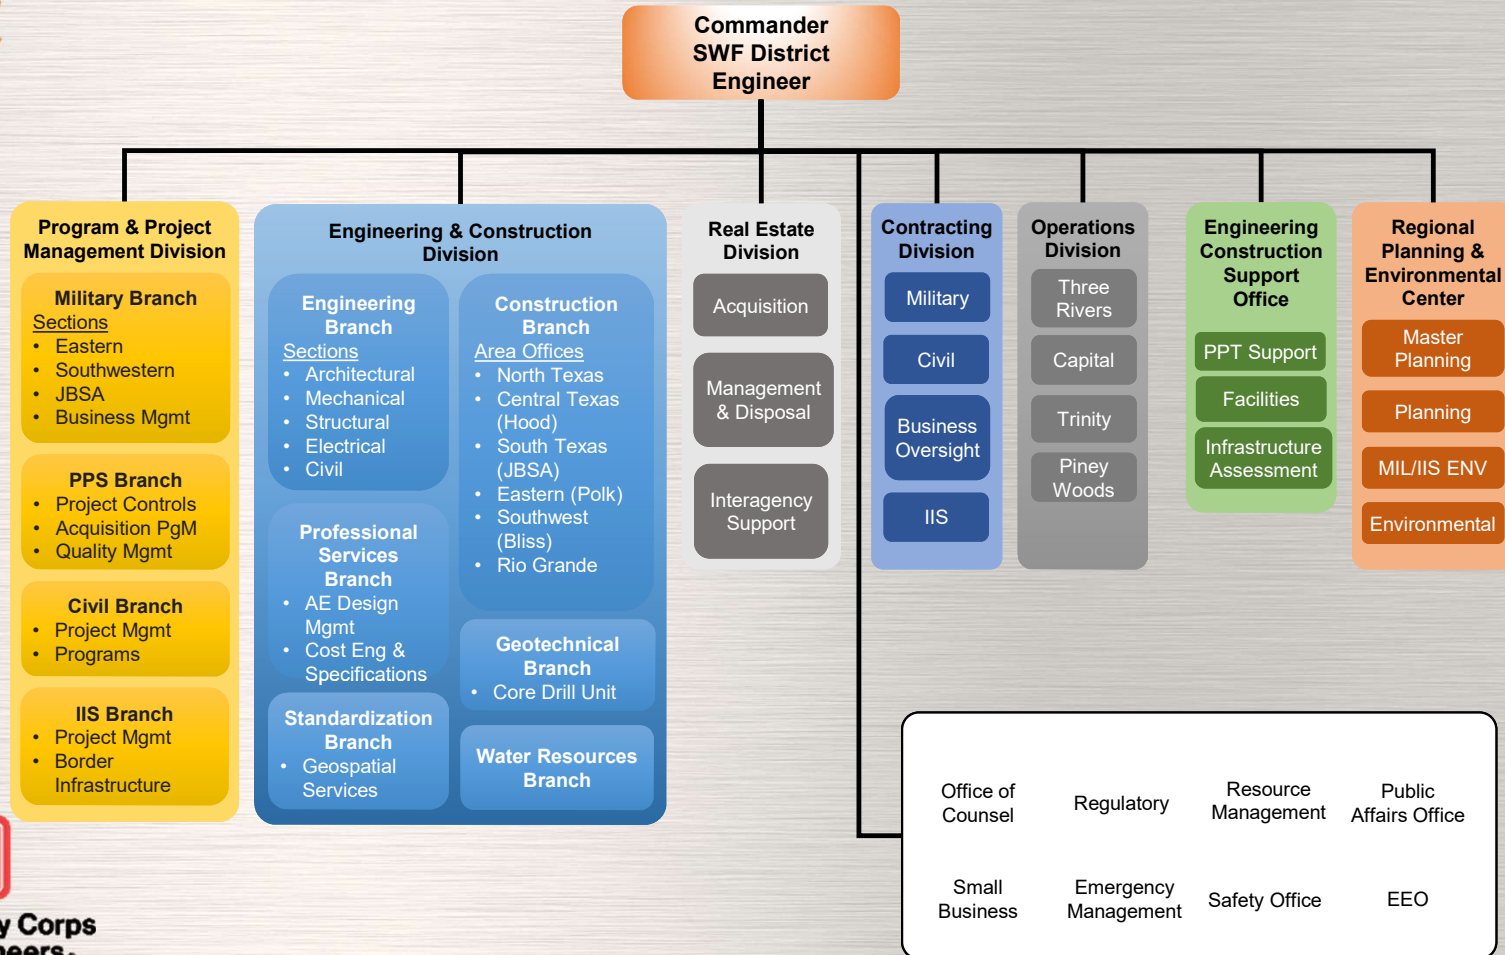 Commander
SWF District
Engineer
Program & Project
Management Division
Military Branch
Sections
• Eastern
• Southwestern
• JBSA
• Business Mgmt
PPS Branch
• Project Controls
• Acquisition PgM
• Quality Mgmt
Civil Branch
• Project Mgmt
• Programs
IIS Branch
• Project Mgmt
• Border
Infrastructure
Engineering & Construction
Division
Engineering
Branch
Sections
• Architectural
• Mechanical
• Structural
• Electrical
• Civil
Professional
Services
Branch
• AE Design
Mgmt
• Cost Eng &
Specifications
Standardization
Branch
• Geospatial
Services
Construction
Branch
Area Offices
• North Texas
• Central Texas
(Hood)
• South Texas
(JBSA)
• Eastern (Polk)
• Southwest
(Bliss)
• Rio Grande
Geotechnical
Branch
• Core Drill Unit
Water Resources
Branch
Real Estate
Division
Acquisition
Management
& Disposal
Interagency
Support
Contracting
Division
Military
Civil
Business
Oversight
IIS
Operations
Division
Three
Rivers
Capital
Trinity
Piney
Woods
Engineering
Construction
Support
Office
PPT Support
Facilities
Infrastructure
Assessment
Regional
Planning &
Environmental
Center
Master
Planning
Planning
MIL/IIS ENV
Environmental
Office of
Counsel
Regulatory
Resource
Management
Public
Affairs Office
Small
Business
Emergency
Management
Safety Office
EEO
y Corps
neers